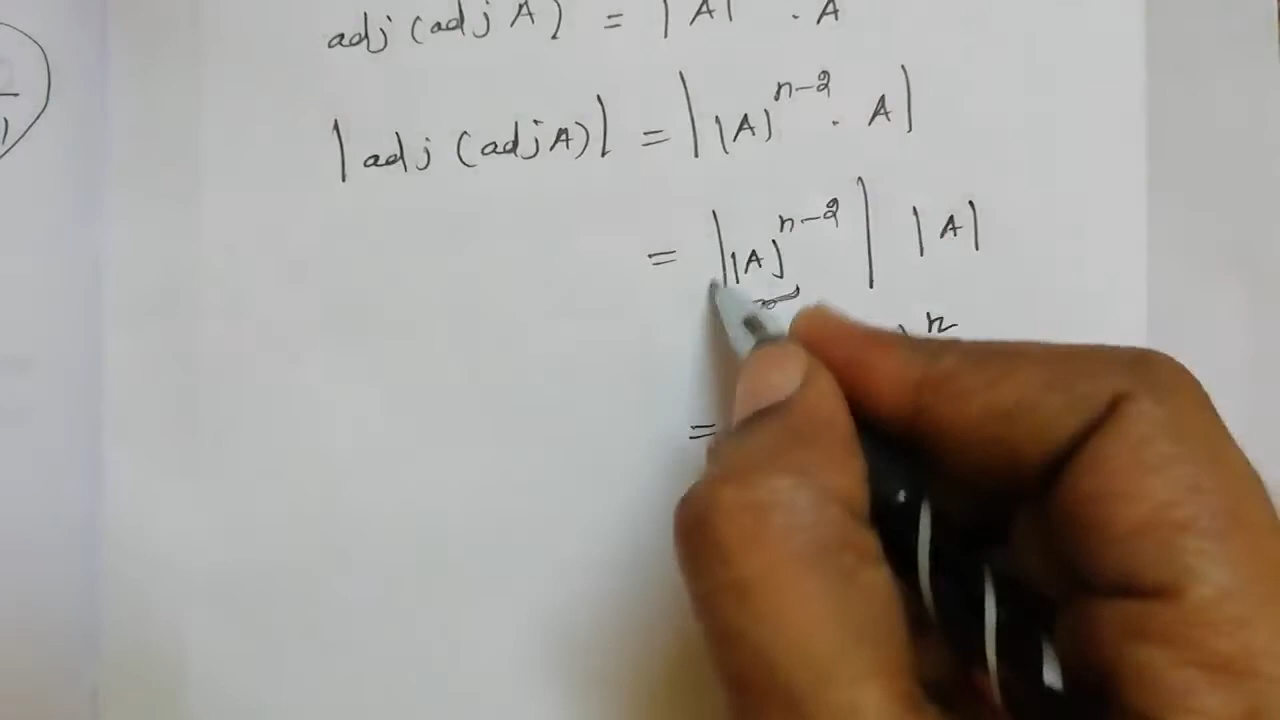 adj (adj A) = |A| . A
|adj (adj A)| = ||A|^{n-2} . A|
= ||A|^{n-2}| |A|
n
=